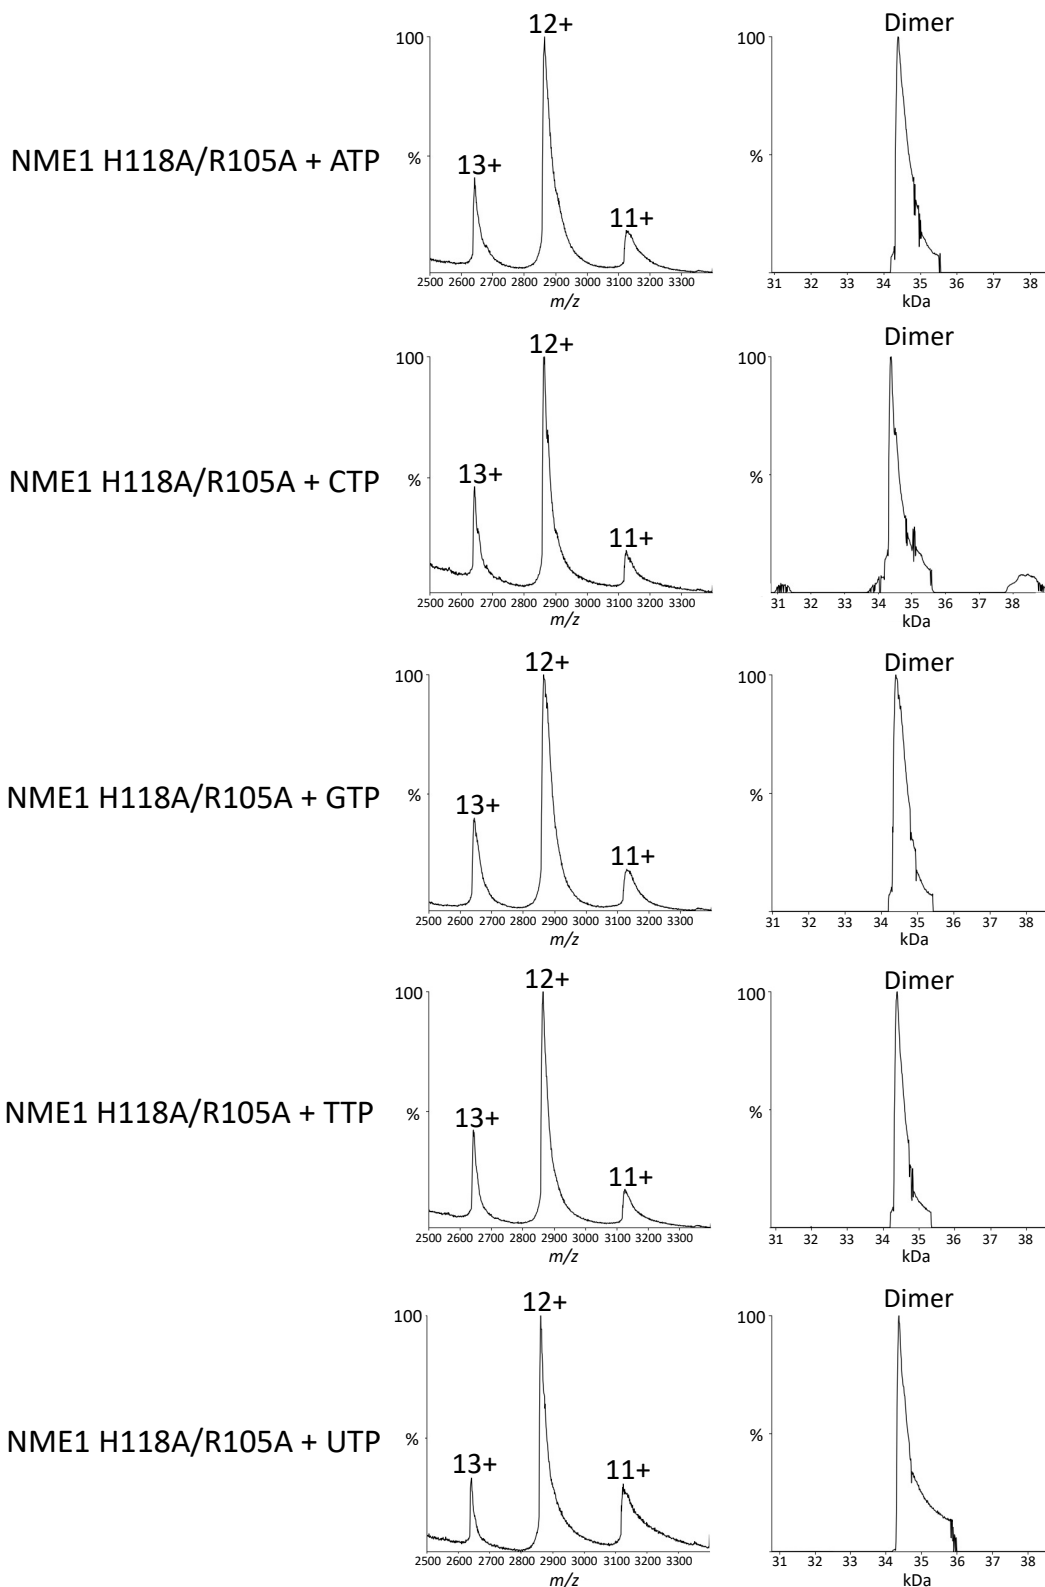 12+ Dimer
100 100
NME1 H118A/R105A + ATP % 13+ 11+ %
2500 2600 2700 2800 2900 3000 3100 3200 3300 31 32 33 34 35 36 37 38
m/z kDa
12+ Dimer
100 100
NME1 H118A/R105A + CTP % 13+ 11+ %
2500 2600 2700 2800 2900 3000 3100 3200 3300 31 32 33 34 35 36 37 38
m/z kDa
12+ Dimer
100 100
NME1 H118A/R105A + GTP % 13+ 11+ %
2500 2600 2700 2800 2900 3000 3100 3200 3300 31 32 33 34 35 36 37 38
m/z kDa
12+ Dimer
100 100
NME1 H118A/R105A + TTP % 13+ 11+ %
2500 2600 2700 2800 2900 3000 3100 3200 3300 31 32 33 34 35 36 37 38
m/z kDa
12+ Dimer
100 100
NME1 H118A/R105A + UTP % 13+ 11+ %
2500 2600 2700 2800 2900 3000 3100 3200 3300 31 32 33 34 35 36 37 38
m/z kDa